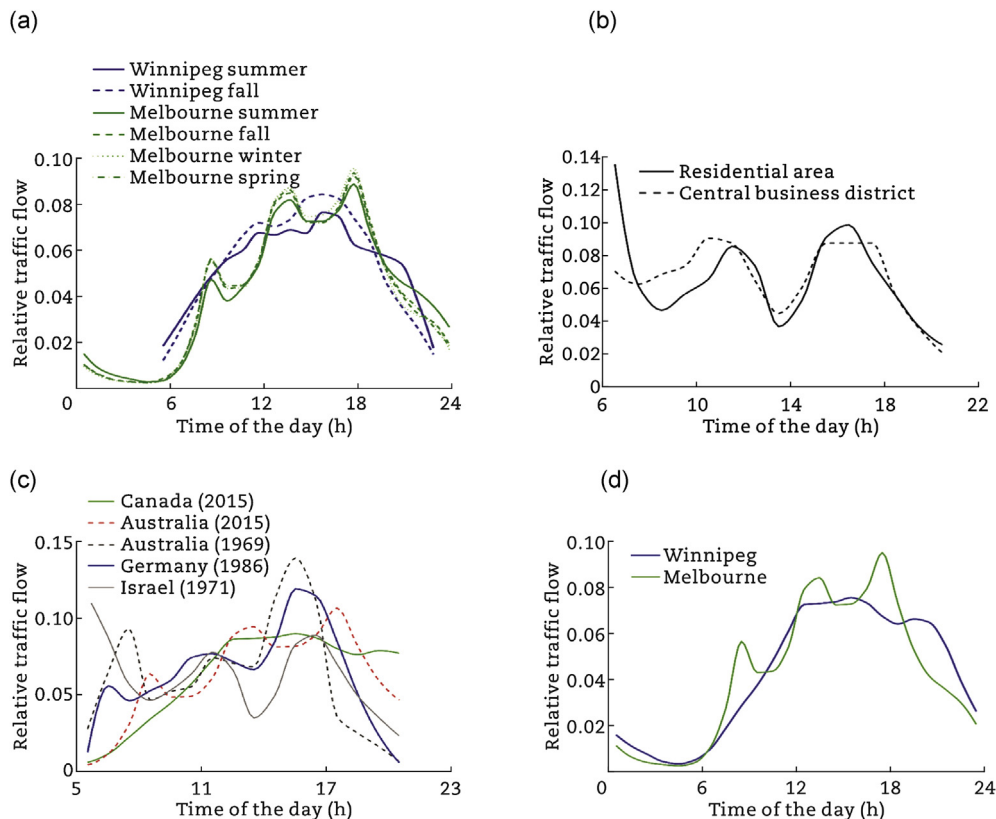 (a)
Winnipeg summer
Winnipeg fall
Melbourne summer
Melbourne fall
Melbourne winter
Melbourne spring
Relative traffic flow
0.10
0.08
0.06
0.04
0.02
0 6 12 18 24
Time of the day (h)
(b)
Residential area
Central business district
Relative traffic flow
0.14
0.12
0.10
0.08
0.06
0.04
0.02
0
6 10 14 18 22
Time of the day (h)
(c)
Canada (2015)
Australia (2015)
Australia (1969)
Germany (1986)
Israel (1971)
Relative traffic flow
0.15
0.10
0.05
0
5 11 17 23
Time of the day (h)
(d)
Winnipeg
Melbourne
Relative traffic flow
0.10
0.08
0.06
0.04
0.02
0 6 12 18 24
Time of the day (h)